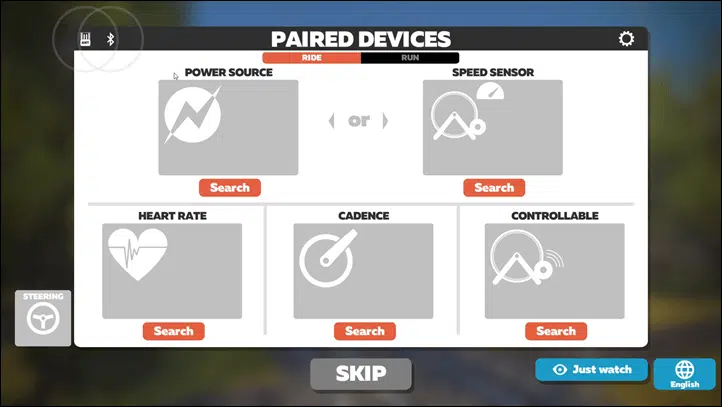 PAIRED DEVICES
RIDE
RUN
POWER SOURCE
SPEED SENSOR
or
Search
Search
HEART RATE
CADENCE
CONTROLLABLE
STEERING
Search
Search
Search
SKIP
Just watch
English